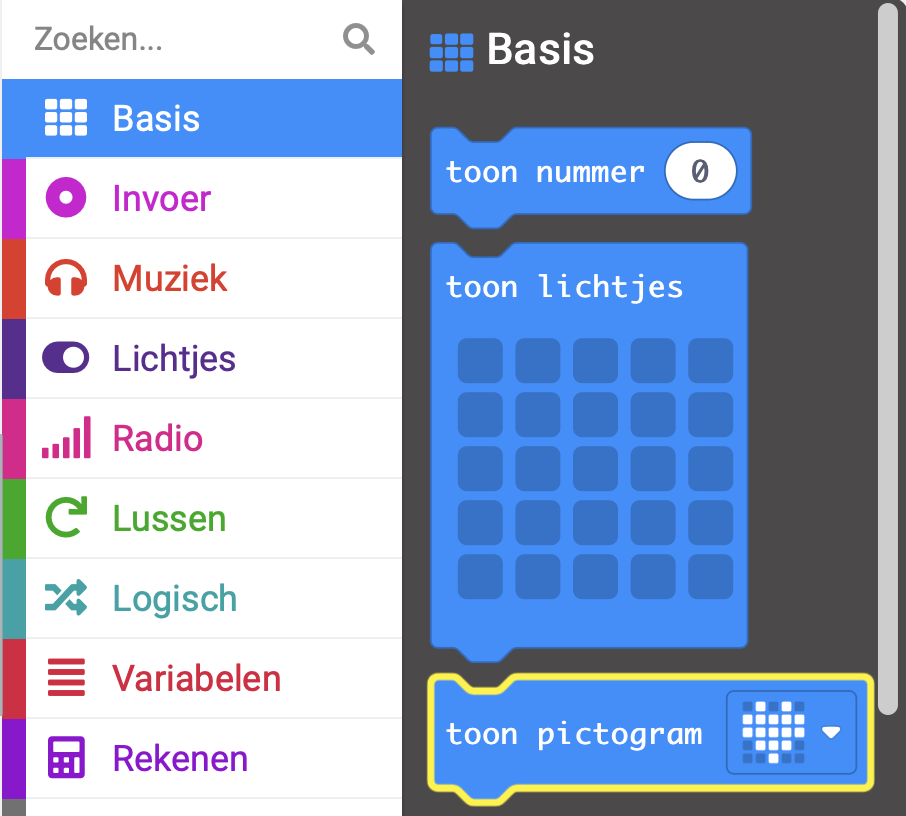 Zoeken...
Basis
Invoer
Muziek
Lichtjes
Radio
Lussen
Logisch
Variabelen
Rekenen
Basis
toon nummer 0
toon lichtjes
toon pictogram